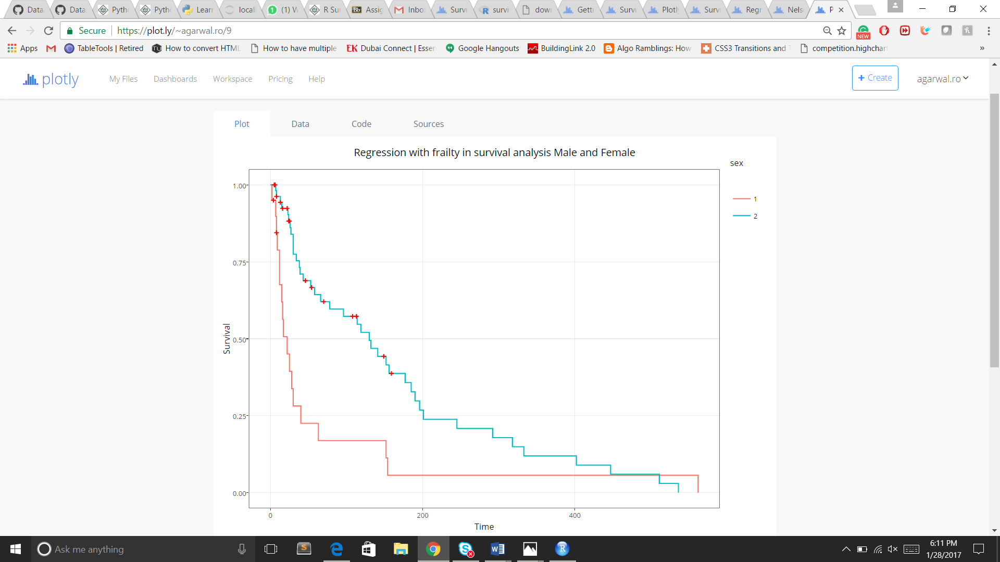 Data Data Pyth Pyth Learn locall (1) W R Su Assig Inbo Survi survi dow Getti Survi Plotl Survi Regr Nels P
Secure https://plot.ly/~agarwal.ro/9
NEW
Apps TableTools | Retired How to convert HTML How to have multiple Dubai Connect | Essen Google Hangouts BuildingLink 2.0 Algo Ramblings: How CSS3 Transitions and competition.highchar »
plotly My Files Dashboards Workspace Pricing Help + Create agarwal.ro
Plot Data Code Sources
Regression with frailty in survival analysis Male and Female
sex
1
2
1.00
0.75
0.50
0.25
0.00
Survival
0 200 400
Time
Ask me anything
6:11 PM
1/28/2017